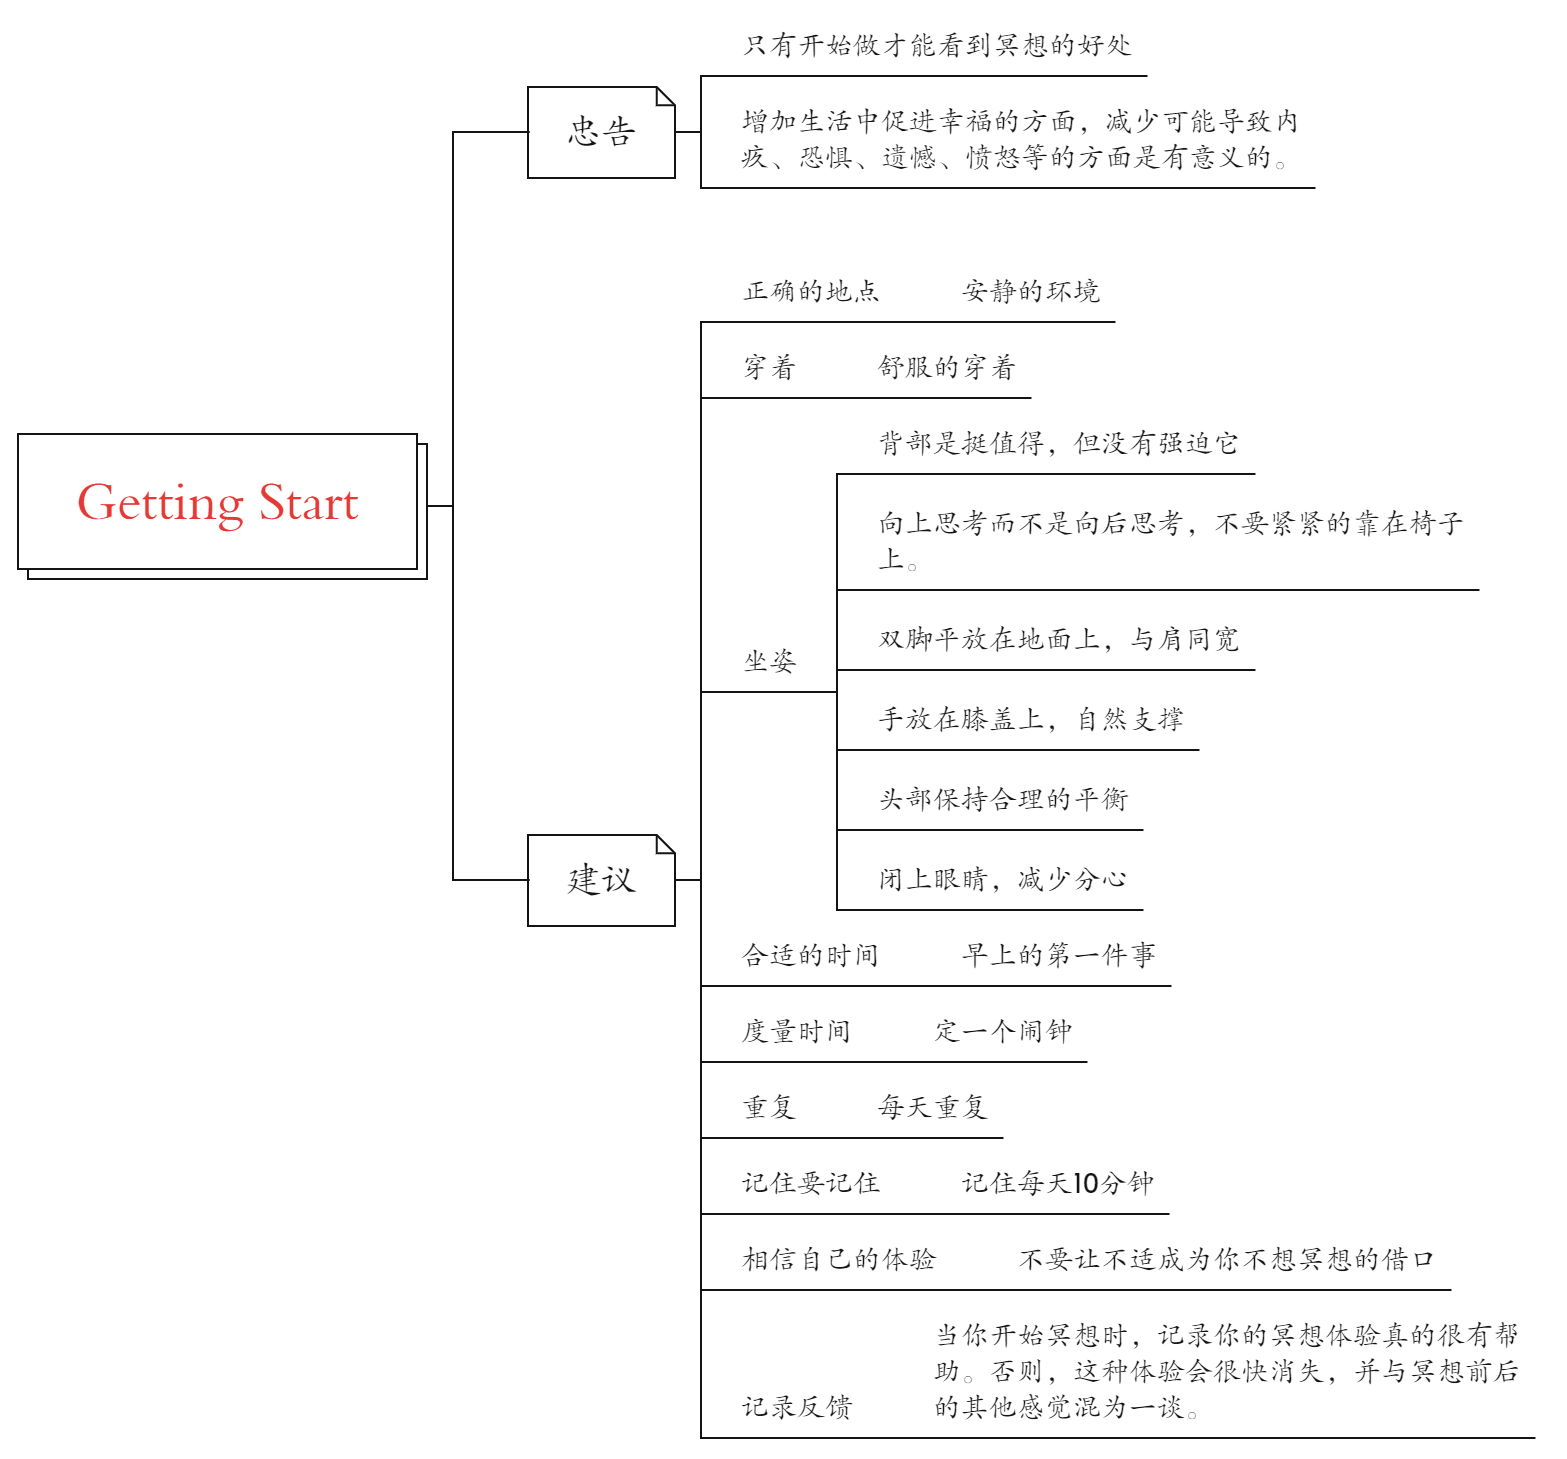 只有开始做才能看到冥想的好处
忠告
增加生活中促进幸福的方面，减少可能导致内
疚、恐惧、遗憾、愤怒等的方面是有意义的。
正确的地点 安静的环境
穿着 舒服的穿着
背部是挺值得，但没有强迫它
Getting Start
向上思考而不是向后思考，不要紧紧的靠在椅子
上。
双脚平放在地面上，与肩同宽
坐姿
手放在膝盖上，自然支撑
头部保持合理的平衡
建议
闭上眼睛，减少分心
合适的时间 早上的第一件事
度量时间 定一个闹钟
重复 每天重复
记住要记住 记住每天10分钟
相信自己的体验 不要让不适成为你不想冥想的借口
当你开始冥想时，记录你的冥想体验真的很有帮
助。否则，这种体验会很快消失，并与冥想前后
记录反馈 的其他感觉混为一谈。